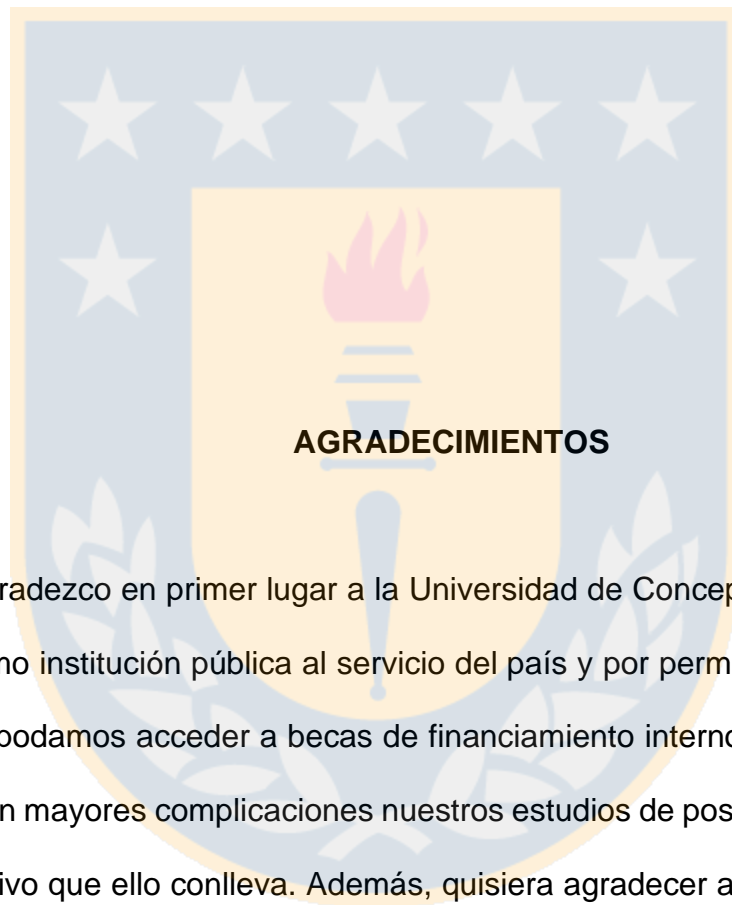 AGRADECIMIENTOS
radezco en primer lugar a la Universidad de Concep
no institución pública al servicio del país y por perm
podamos acceder a becas de financiamiento interno
n mayores complicaciones nuestros estudios de pos
ivo que ello conlleva. Además, quisiera agradecer a